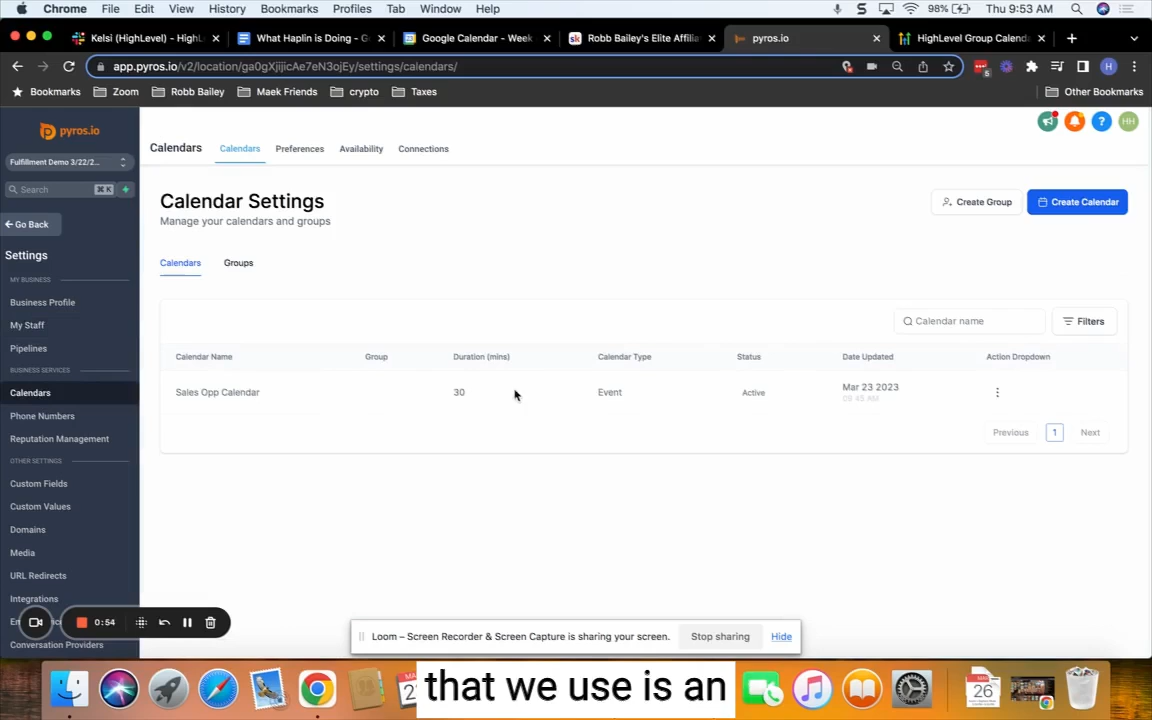 Chrome File Edit View History Bookmarks Profiles Tab Window Help 98% Thu 9:53 AM
Kelsi (HighLevel) - HighL What Haplin is Doing - G Google Calendar - Week Robb Bailey's Elite Affilia pyros.io HighLevel Group Calend
app.pyros.io/v2/location/ga0gXjijicAe7eN3ojEy/settings/calendars/ 5 H
Bookmarks Zoom Robb Bailey Maek Friends crypto Taxes Other Bookmarks
pyros.io
Fulfillment Demo 3/22/2...
Search ⌘ K
Go Back
Settings
MY BUSINESS
Business Profile
My Staff
Pipelines
BUSINESS SERVICES
Calendars
Phone Numbers
Reputation Management
OTHER SETTINGS
Custom Fields
Custom Values
Domains
Media
URL Redirects
Integrations
Conversation Providers
Calendars Calendars Preferences Availability Connections
HH
Calendar Settings
Manage your calendars and groups
Create Group Create Calendar
Calendars Groups
Calendar name Filters
Calendar Name Group Duration (mins) Calendar Type Status Date Updated Action Dropdown
Sales Opp Calendar 30 Event Active Mar 23 2023
09:45 AM
Previous 1 Next
0:54
Loom – Screen Recorder & Screen Capture is sharing your screen. Stop sharing Hide
that we use is an
26